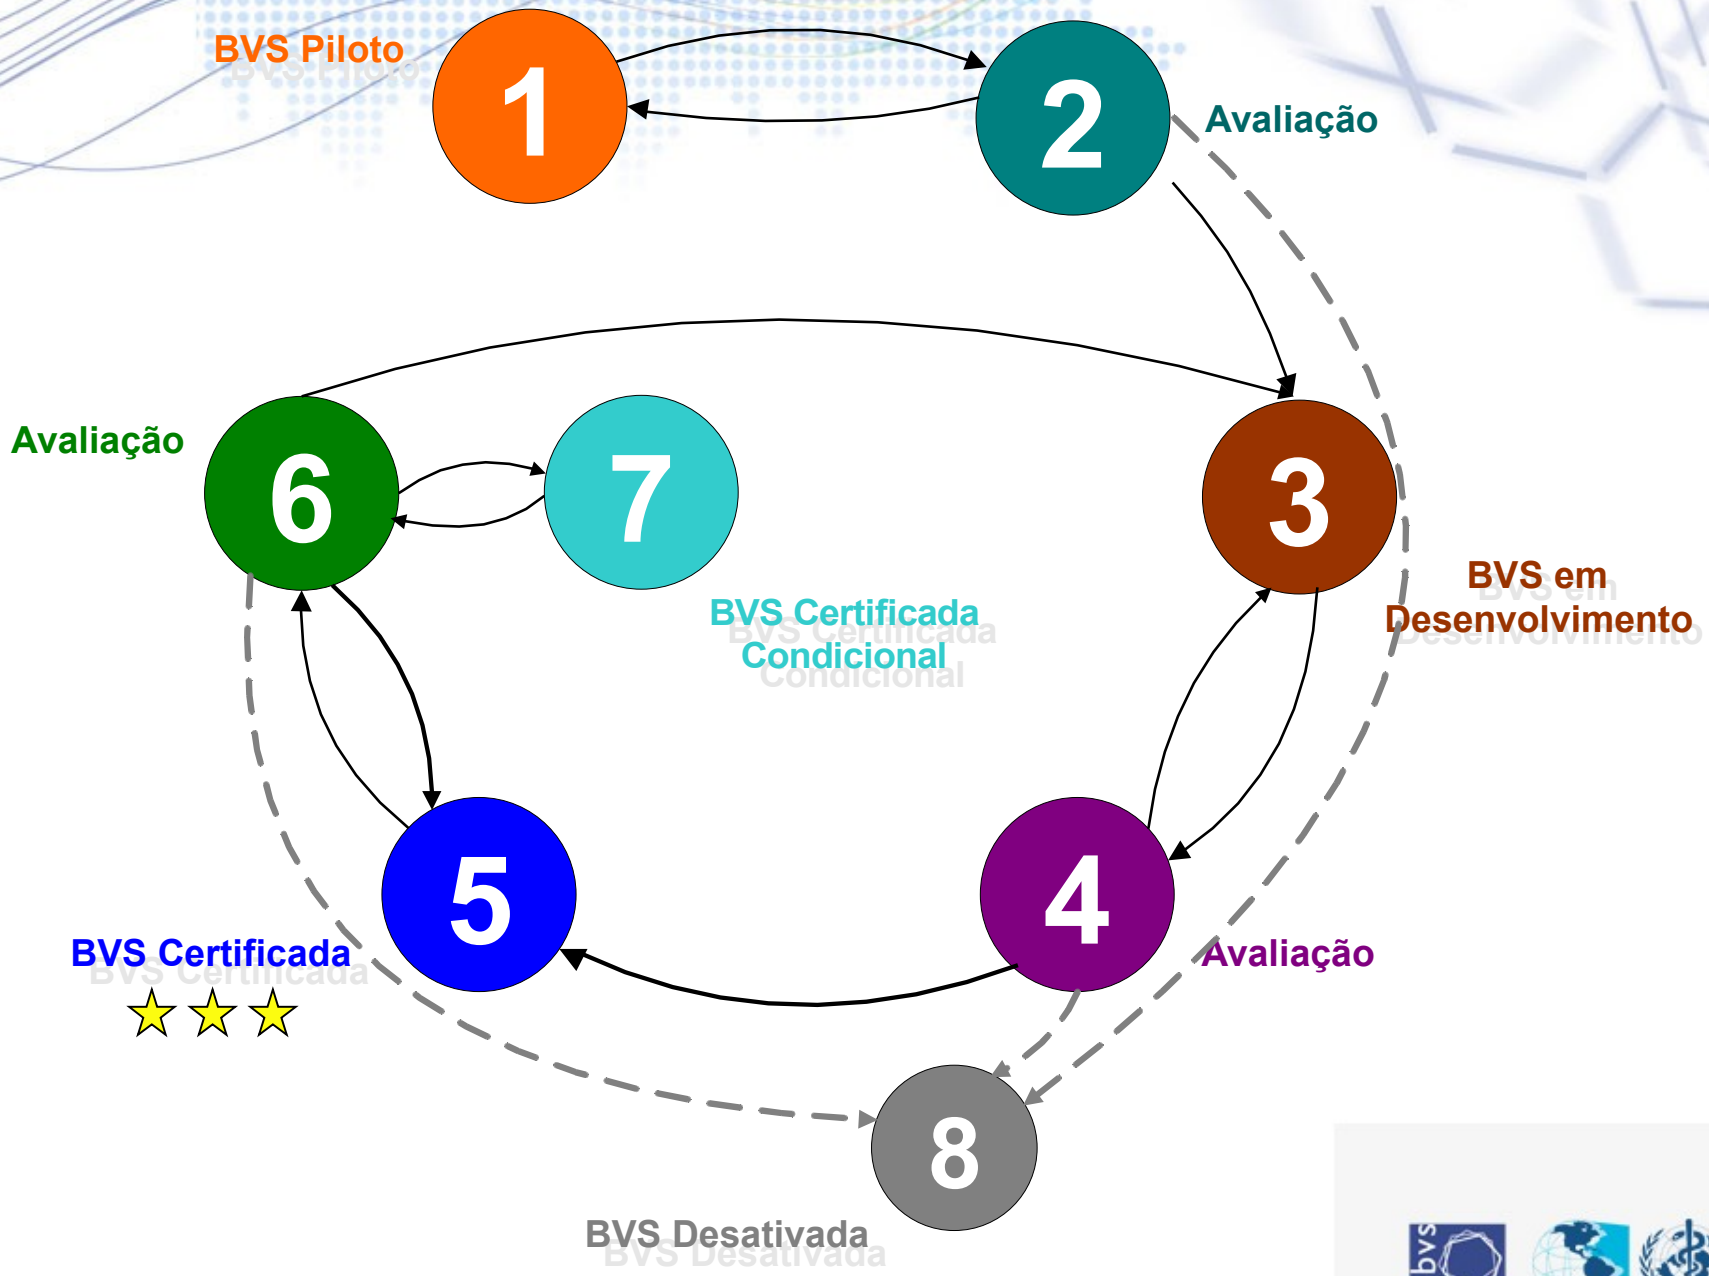 BVS Piloto
1
2
Avaliação
Avaliação
6
7
3
BVS Certificada
Condicional
BVS em
Desenvolvimento
5
4
BVS Certificada
Avaliação
8
BVS Desativada
bvs